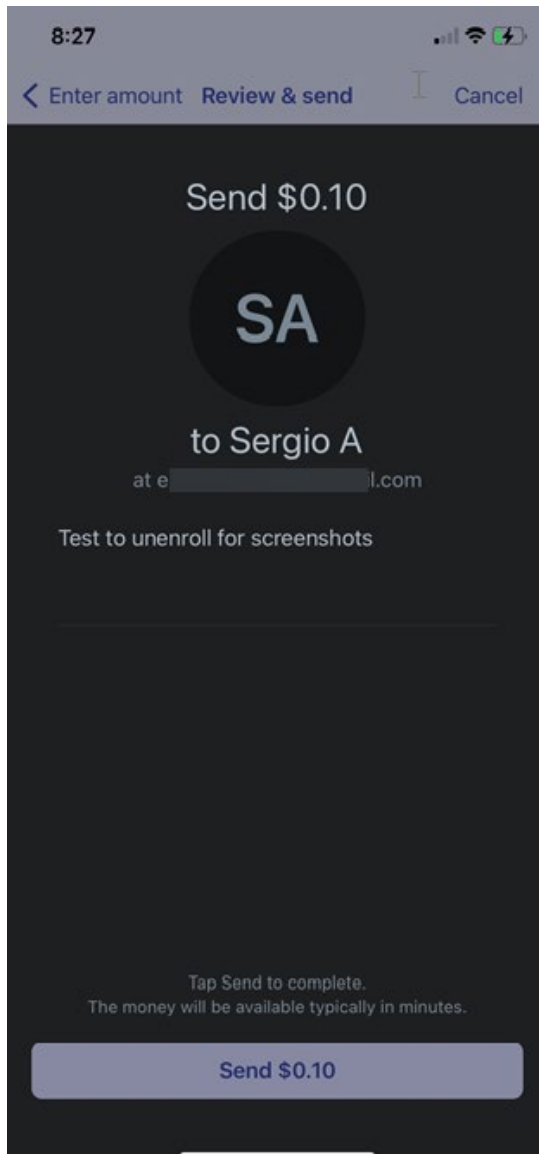 8:27
Enter amount Review & send Cancel
Send $0.10
SA
to Sergio A
at e l.com
Test to unenroll for screenshots
Tap Send to complete.
The money will be available typically in minutes.
Send $0.10